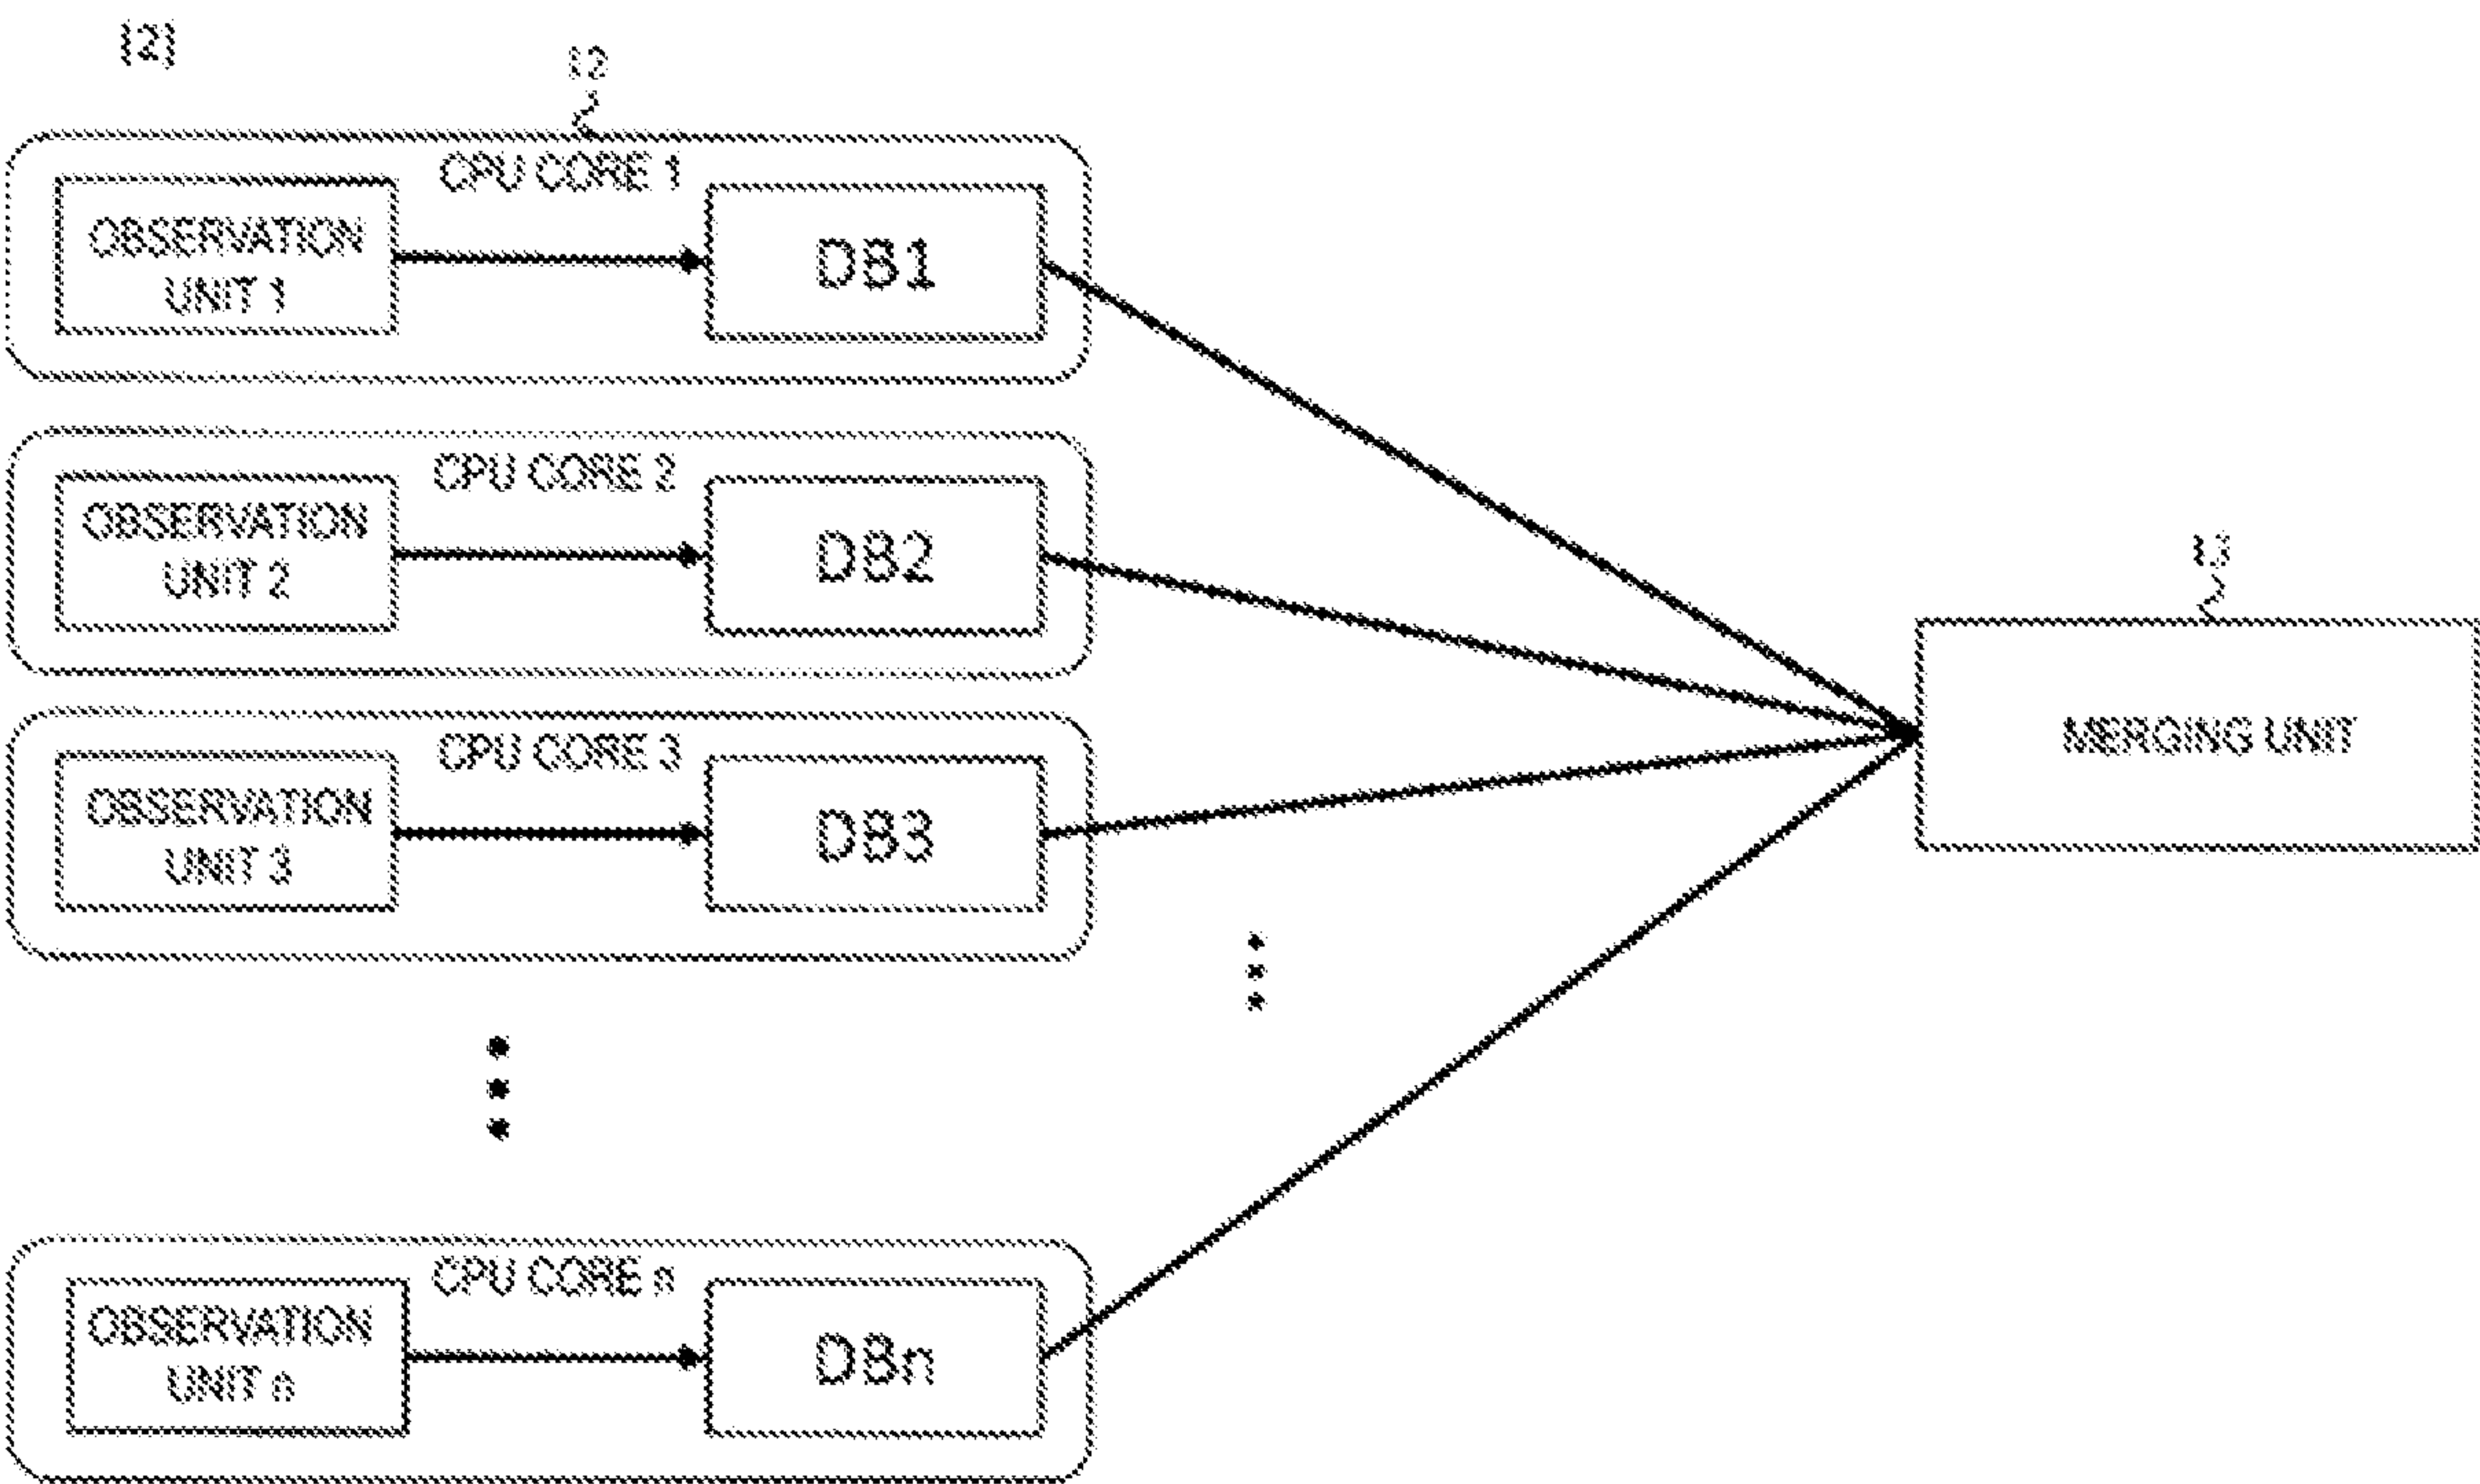 [2]
12
CPU CORE 1
OBSERVATION
UNIT 1
DB1
CPU CORE 2
OBSERVATION
UNIT 2
DB2
13
MERGING UNIT
CPU CORE 3
OBSERVATION
UNIT 3
DB3
CPU CORE n
OBSERVATION
UNIT n
DBn